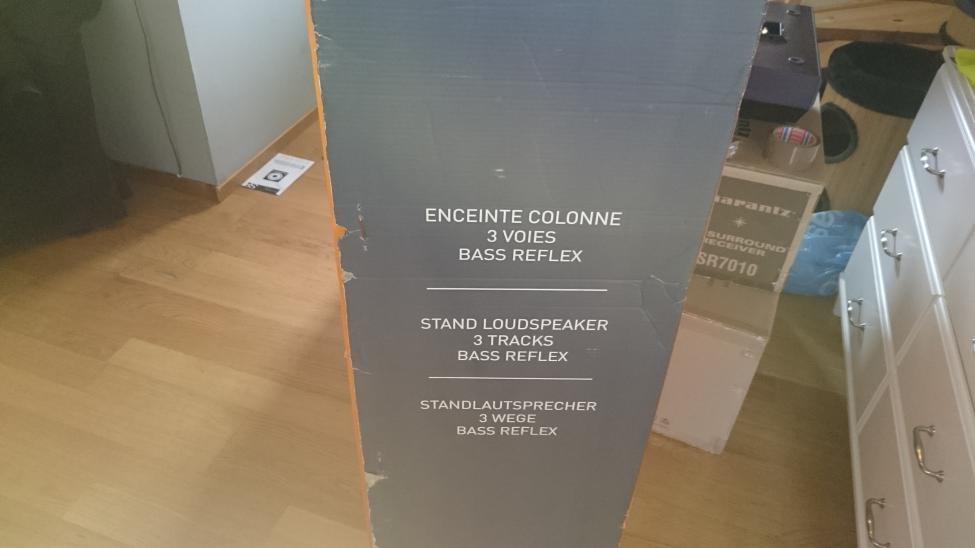 ENCEINTE COLONNE
3 VOIES
BASS REFLEX
STAND LOUDSPEAKER
3 TRACKS
BASS REFLEX
STANDLAUTSPRECHER
3 WEGE
BASS REFLEX
marantz
SURROUND
RECEIVER
SR7010